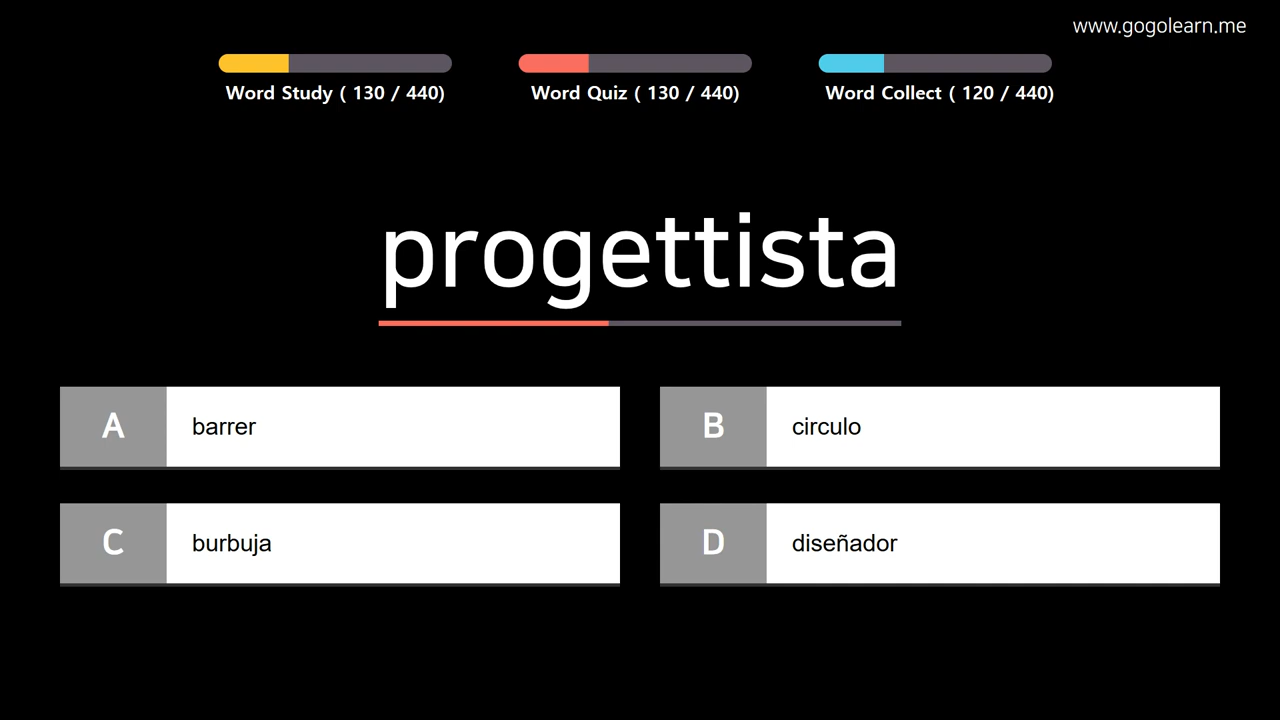 www.gogolearn.me
Word Study ( 130 / 440)
Word Quiz ( 130 / 440)
Word Collect ( 120 / 440)
progettista
A barrer
B circulo
C burbuja
D diseñador